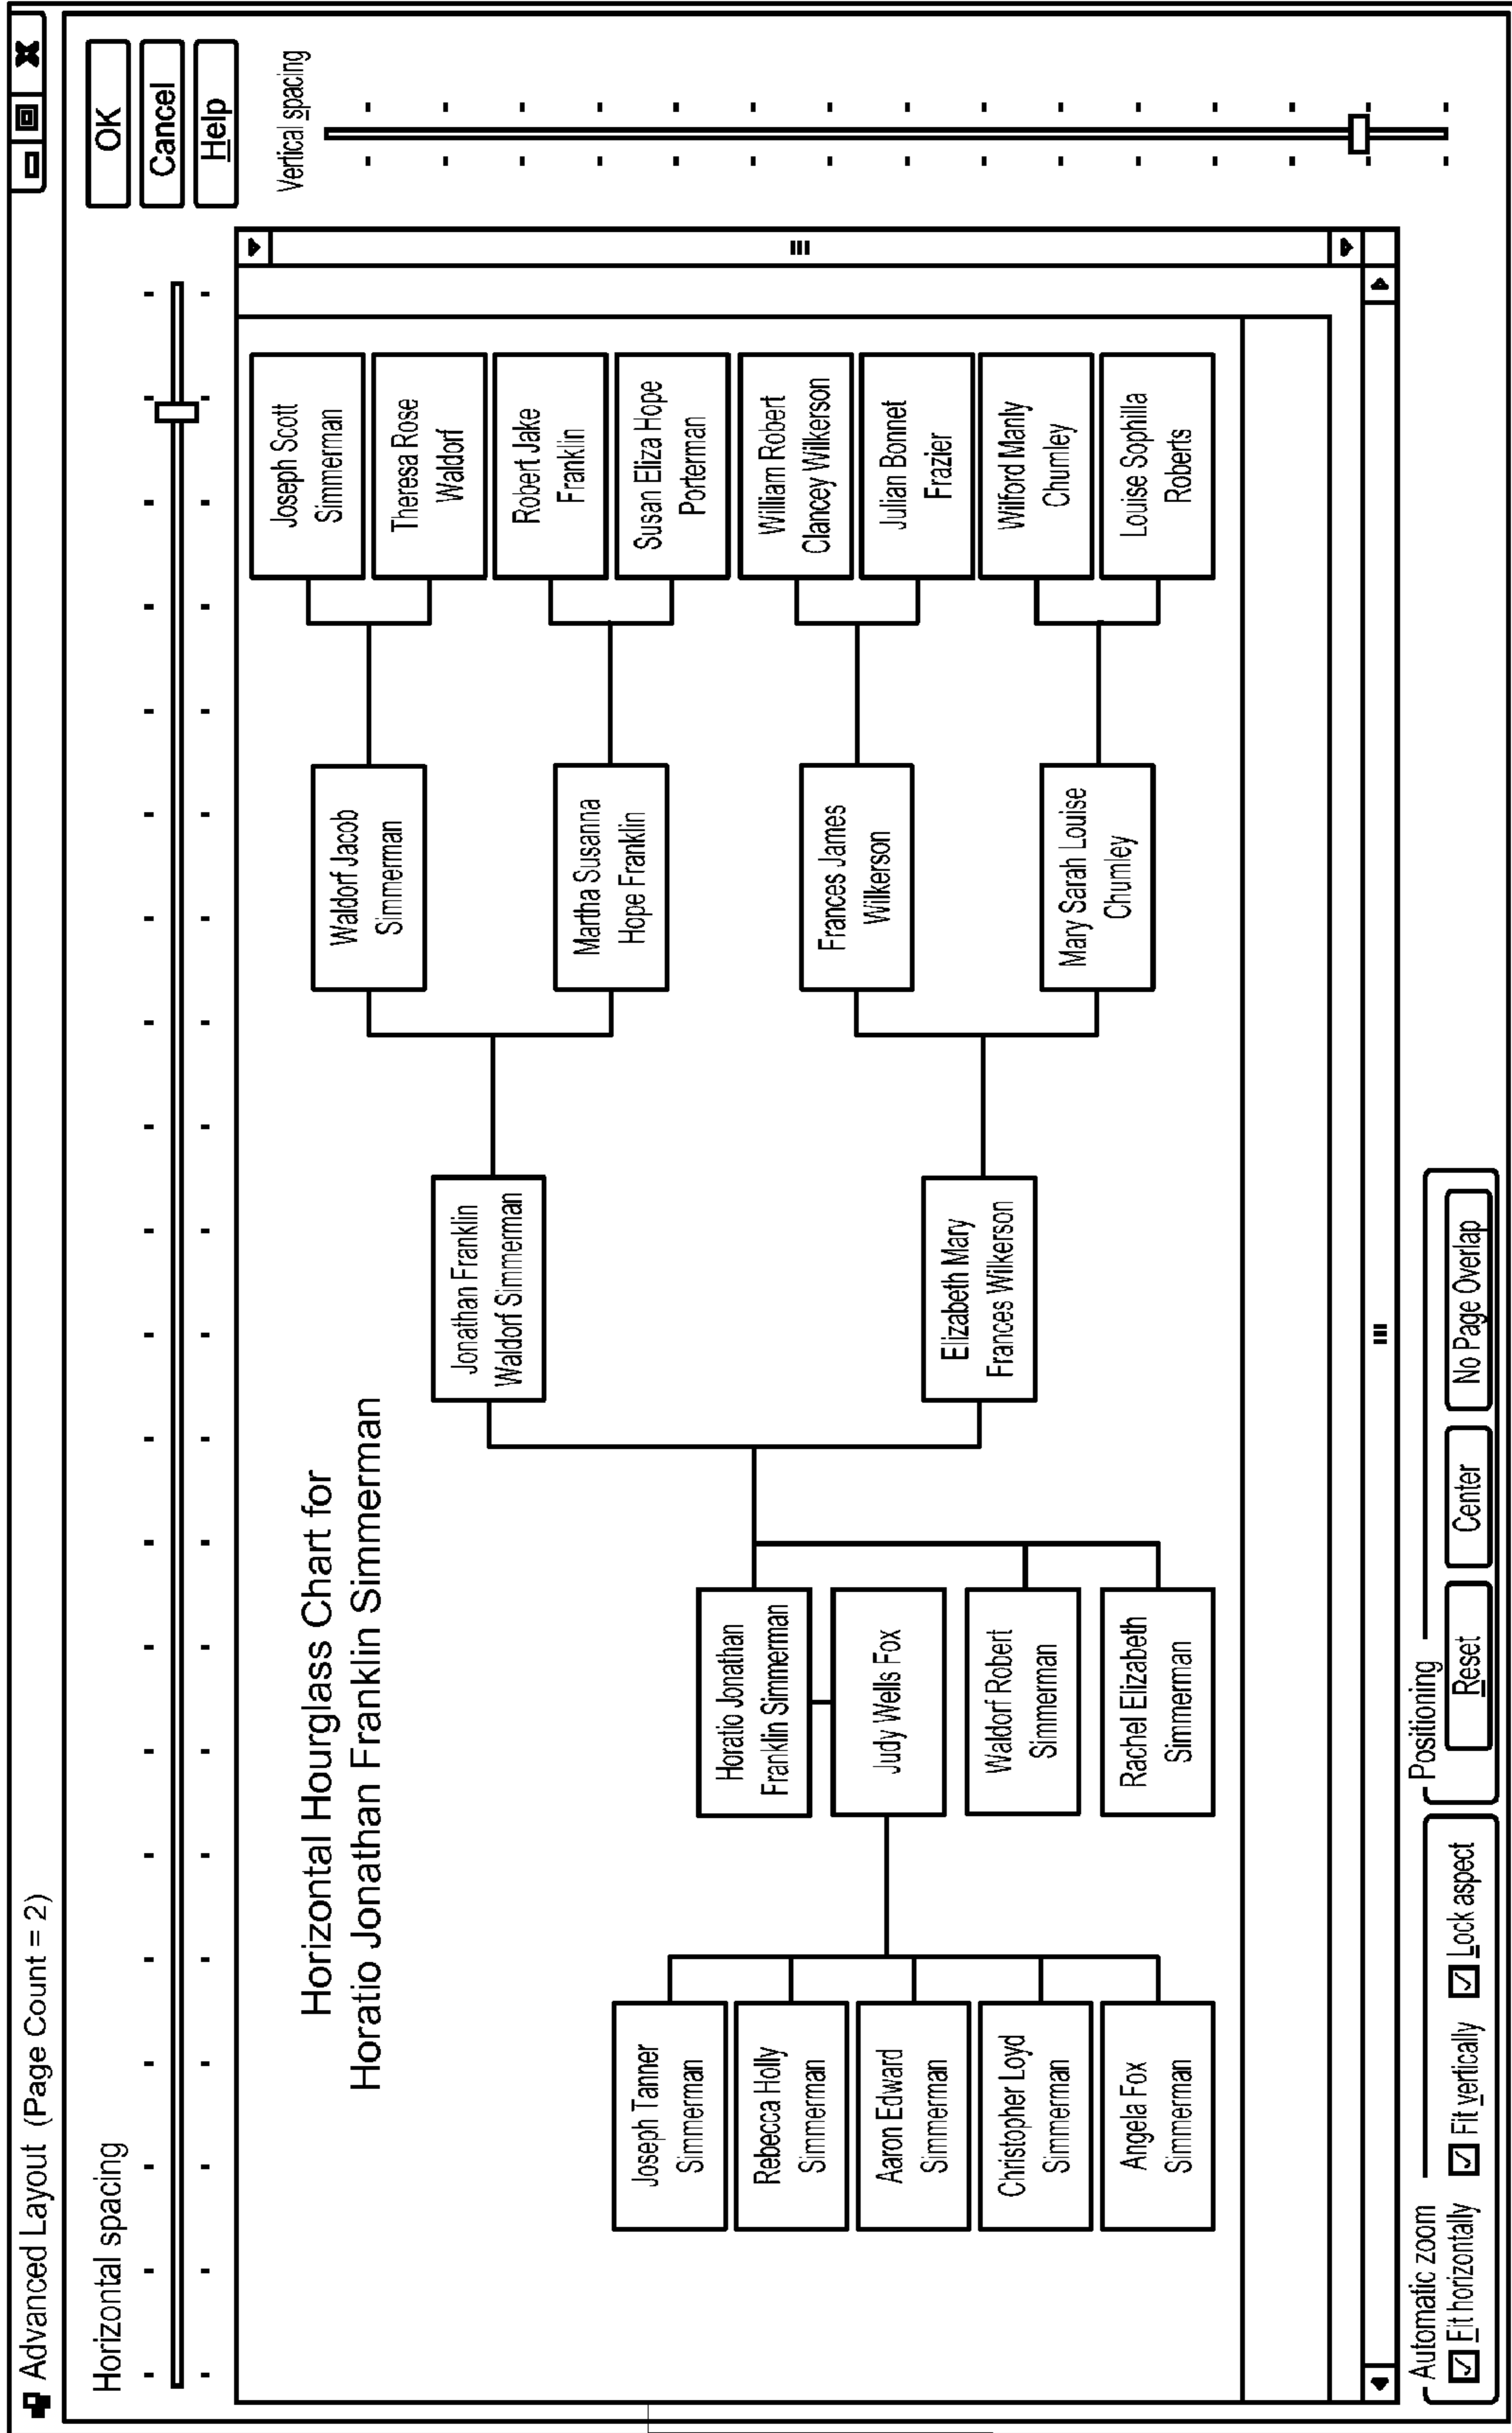 Advanced Layout (Page Count = 2)
Horizontal spacing
OK
Cancel
Help
Vertical spacing
Horizontal Hourglass Chart for
Horatio Jonathan Franklin Simmerman
Joseph Tanner
Simmerman
Rebecca Holly
Simmerman
Aaron Edward
Simmerman
Christopher Loyd
Simmerman
Angela Fox
Simmerman
Horatio Jonathan
Franklin Simmerman
Judy Wells Fox
Waldorf Robert
Simmerman
Rachel Elizabeth
Simmerman
Jonathan Franklin
Waldorf Simmerman
Elizabeth Mary
Frances Wilkerson
Waldorf Jacob
Simmerman
Martha Susanna
Hope Franklin
Frances James
Wilkerson
Mary Sarah Louise
Chumley
Joseph Scott
Simmerman
Theresa Rose
Waldorf
Robert Jake
Franklin
Susan Eliza Hope
Porterman
William Robert
Clancey Wilkerson
Julian Bonnet
Frazier
Wilford Manly
Chumley
Louise Sophilla
Roberts
Automatic zoom
Fit horizontally
Fit vertically
Lock aspect
Positioning
Reset
Center
No Page Overlap